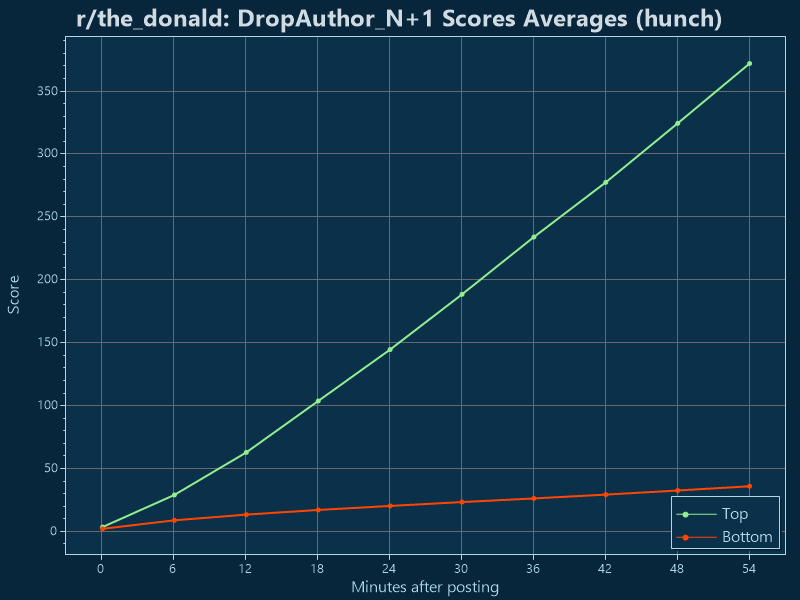 r/the_donald: DropAuthor_N+1 Scores Averages (hunch)
350
300
250
200
150
100
50
0
Score
0 6 12 18 24 30 36 42 48 54
Minutes after posting
Top
Bottom